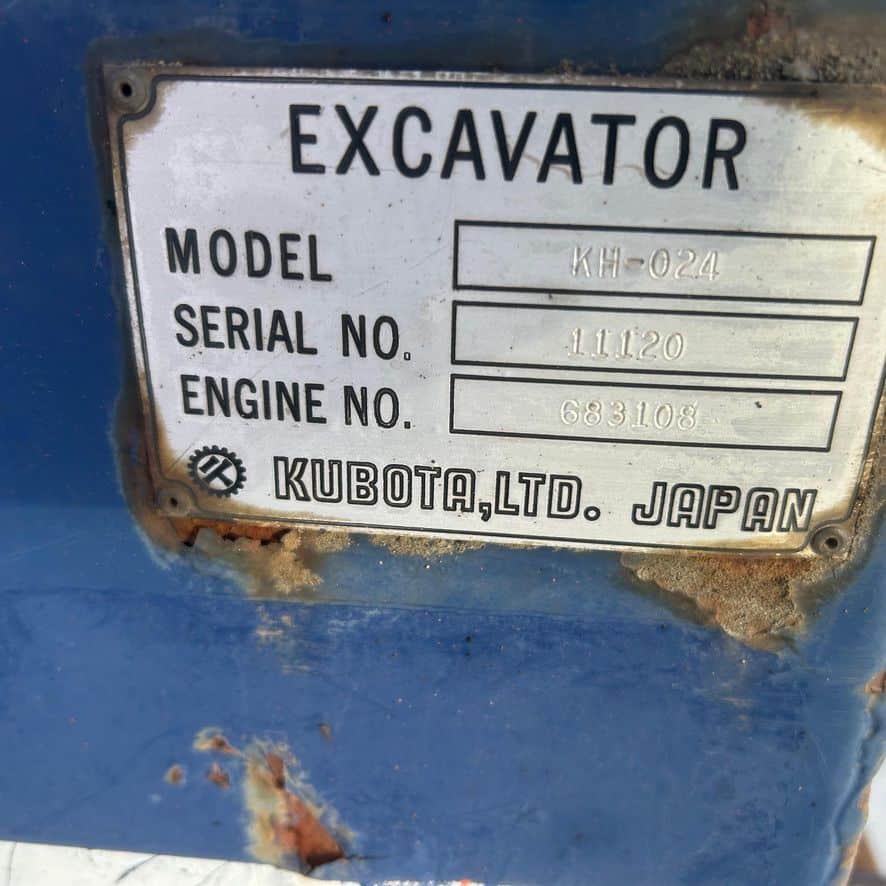 EXCAVATOR
MODEL KH-024
SERIAL NO. 11120
ENGINE NO. 683108
KUBOTA,LTD. JAPAN